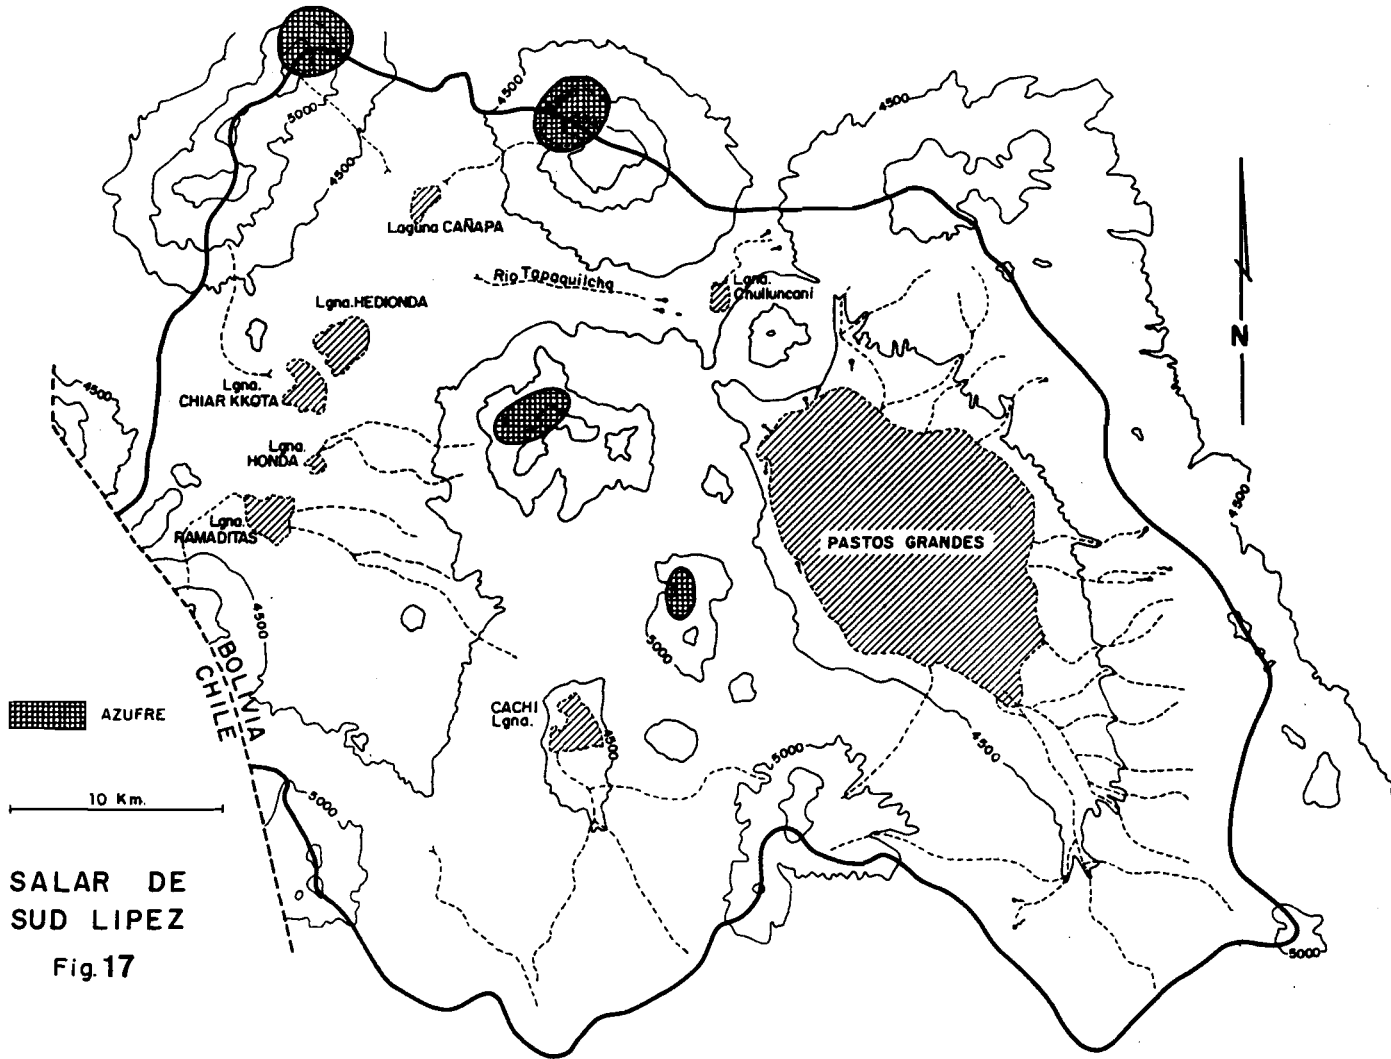 4500
4500
5000
4500
Laguna CAÑAPA
Rio Tapaquilcha
Lgna.
Chulluncani
Lgna. HEDIONDA
N
Lgna.
CHIAR KKOTA
4500
Lgna.
HONDA
4500
Lgna.
RAMADITAS
PASTOS GRANDES
4500
5000
BOLIVIA
CHILE
CACHI
Lgna.
4500
4500
AZUFRE
5000
10 Km.
5000
SALAR DE
SUD LIPEZ
Fig. 17
5000